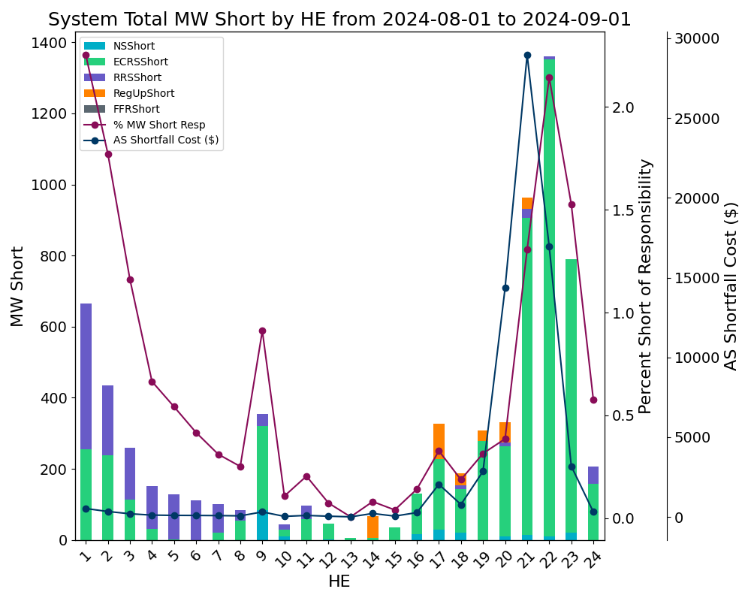 System Total MW Short by HE from 2024-08-01 to 2024-09-01
NSShort
ECRSShort
RRSShort
RegUpShort
FFRShort
% MW Short Resp
AS Shortfall Cost ($)
MW Short
1400
1200
1000
800
600
400
200
0
2.0
1.5
1.0
0.5
0.0
Percent Short of Responsibility
30000
25000
20000
15000
10000
5000
0
AS Shortfall Cost ($)
1 2 3 4 5 6 7 8 9 10 11 12 13 14 15 16 17 18 19 20 21 22 23 24
HE